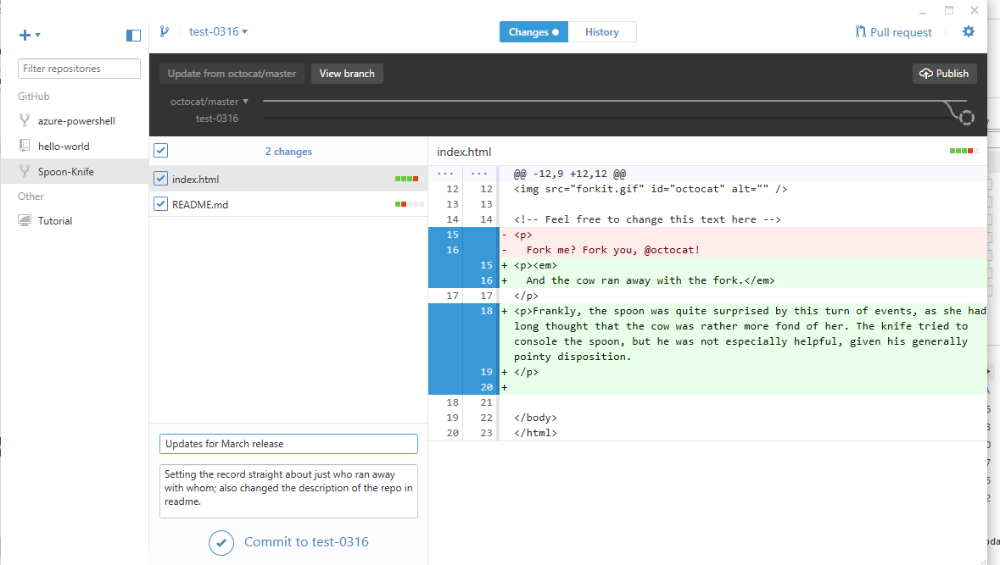 test-0316
Changes
History
Pull request
Filter repositories
GitHub
azure-powershell
hello-world
Spoon-Knife
Other
Tutorial
Update from octocat/master
View branch
Publish
octocat/master
test-0316
2 changes
index.html
README.md
Updates for March release
Setting the record straight about just who ran away
with whom; also changed the description of the repo in
readme.
Commit to test-0316
index.html
... ... @@ -12,9 +12,12 @@
12 12 <img src="forkit.gif" id="octocat" alt="" />
13 13
14 14 <!-- Feel free to change this text here -->
15 - <p>
16 - Fork me? Fork you, @octocat!
15 + <p><em>
16 + And the cow ran away with the fork.</em>
17 17 </p>
18 + <p>Frankly, the spoon was quite surprised by this turn of events, as she had
long thought that the cow was rather more fond of her. The knife tried to
console the spoon, but he was not especially helpful, given his generally
pointy disposition.
19 + </p>
20 +
18 21
19 22 </body>
20 23 </html>